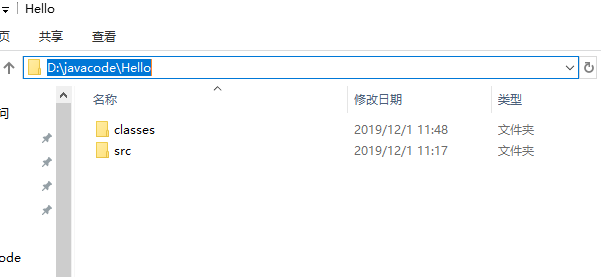 Hello
页 共享 查看
D:\javacode\Hello
名称 修改日期 类型
问
classes 2019/12/1 11:48 文件夹
src 2019/12/1 11:17 文件夹
ode